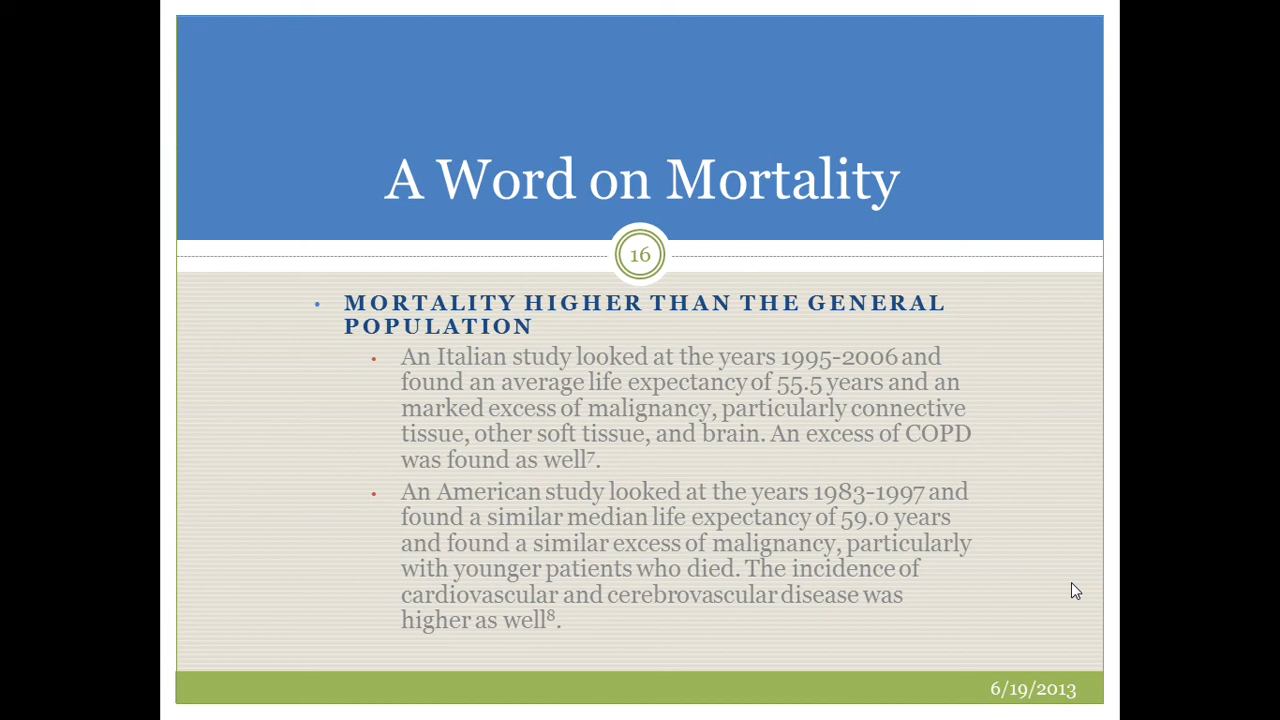 A Word on Mortality
16
• MORTALITY HIGHER THAN THE GENERAL
POPULATION
• An Italian study looked at the years 1995-2006 and
found an average life expectancy of 55.5 years and an
marked excess of malignancy, particularly connective
tissue, other soft tissue, and brain. An excess of COPD
was found as well⁷.
• An American study looked at the years 1983-1997 and
found a similar median life expectancy of 59.0 years
and found a similar excess of malignancy, particularly
with younger patients who died. The incidence of
cardiovascular and cerebrovascular disease was
higher as well⁸.
6/19/2013